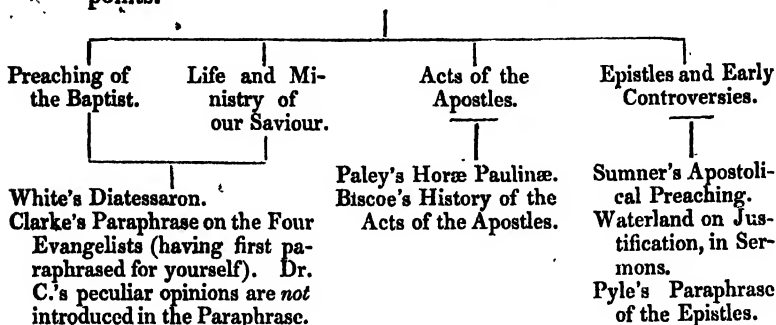 points.
Preaching of
the Baptist.
Life and Mi-
nistry of
our Saviour.
Acts of the
Apostles.
Epistles and Early
Controversies.
White's Diatessaron.
Clarke's Paraphrase on the Four
Evangelists (having first pa-
raphrased for yourself). Dr.
C.'s peculiar opinions are not
introduced in the Paraphrase.
Paley's Horæ Paulinæ.
Biscoe's History of the
Acts of the Apostles.
Sumner's Apostoli-
cal Preaching.
Waterland on Jus-
tification, in Ser-
mons.
Pyle's Paraphrase
of the Epistles.